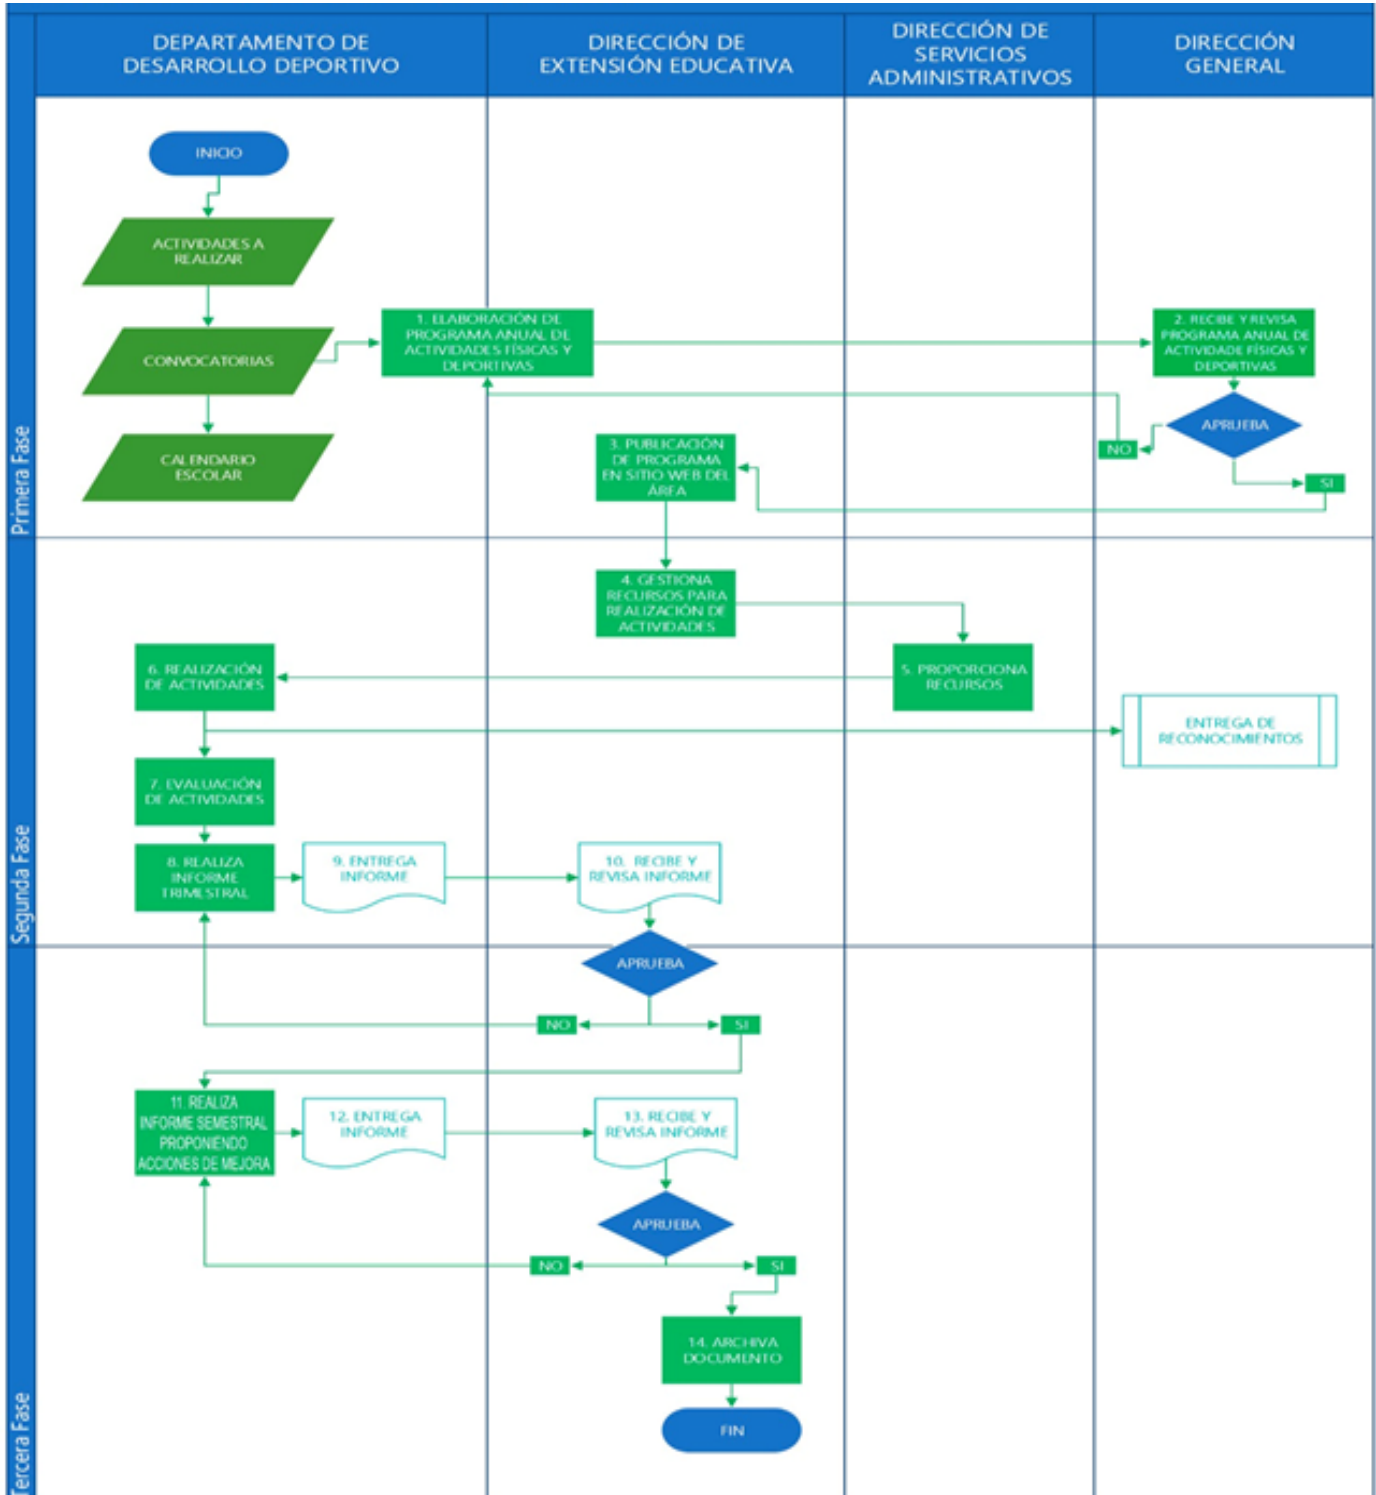 DEPARTAMENTO DE
DESARROLLO DEPORTIVO
DIRECCIÓN DE
EXTENSIÓN EDUCATIVA
DIRECCIÓN DE
SERVICIOS
ADMINISTRATIVOS
DIRECCIÓN
GENERAL
Primera Fase
INICIO
ACTIVIDADES A
REALIZAR
CONVOCATORIAS
CALENDARIO
ESCOLAR
1. ELABORACIÓN DE
PROGRAMA ANUAL DE
ACTIVIDADES FÍSICAS Y
DEPORTIVAS
2. RECIBE Y REVISA
PROGRAMA ANUAL DE
ACTIVIDADE FÍSICAS Y
DEPORTIVAS
APRUEBA
NO
SI
3. PUBLICACIÓN
DE PROGRAMA
EN SITIO WEB DEL
ÁREA
Segunda Fase
4. GESTIONA
RECURSOS PARA
REALIZACIÓN DE
ACTIVIDADES
5. PROPORCIONA
RECURSOS
6. REALIZACIÓN
DE ACTIVIDADES
ENTREGA DE
RECONOCIMIENTOS
7. EVALUACIÓN
DE ACTIVIDADES
8. REALIZA
INFORME
TRIMESTRAL
9. ENTREGA
INFORME
10. RECIBE Y
REVISA INFORME
APRUEBA
NO
SI
Tercera Fase
11. REALIZA
INFORME SEMESTRAL
PROPONIENDO
ACCIONES DE MEJORA
12. ENTREGA
INFORME
13. RECIBE Y
REVISA INFORME
APRUEBA
NO
SI
14. ARCHIVA
DOCUMENTO
FIN